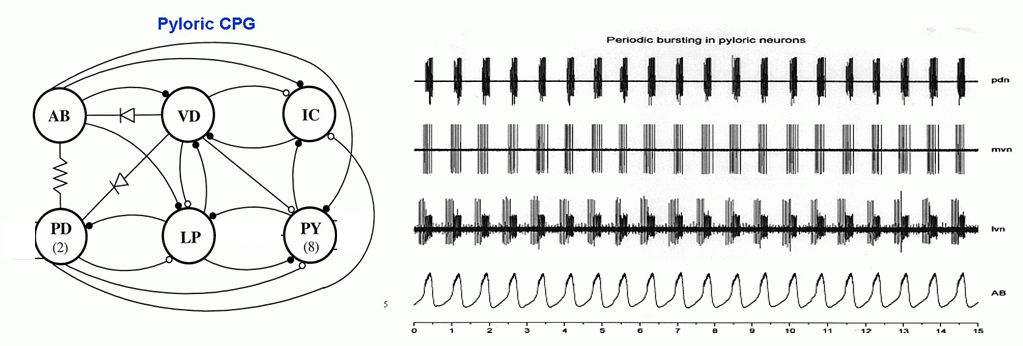 Pyloric CPG
AB
VD
IC
PD
(2)
LP
PY
(8)
5
Periodic bursting in pyloric neurons
pdn
mvn
lvn
AB
0 1 2 3 4 5 6 7 8 9 10 11 12 13 14 15